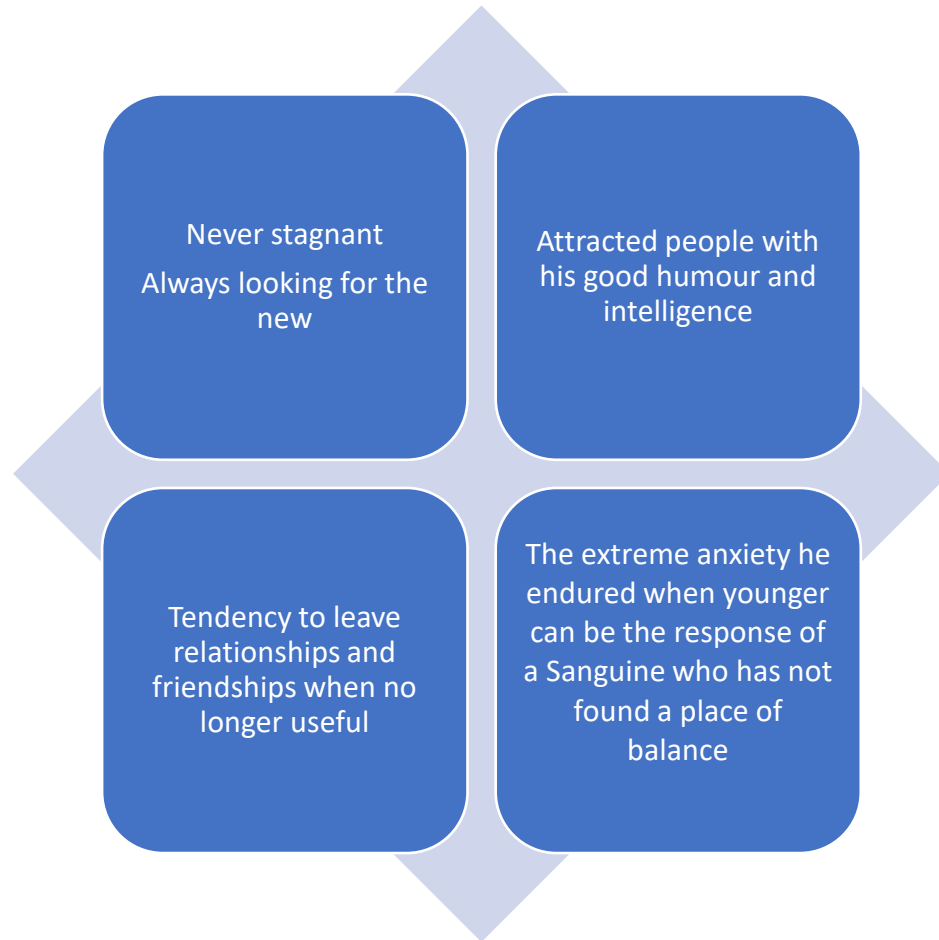 Never stagnant
Always looking for the
new
Attracted people with
his good humour and
intelligence
Tendency to leave
relationships and
friendships when no
longer useful
The extreme anxiety he
endured when younger
can be the response of
a Sanguine who has not
found a place of
balance